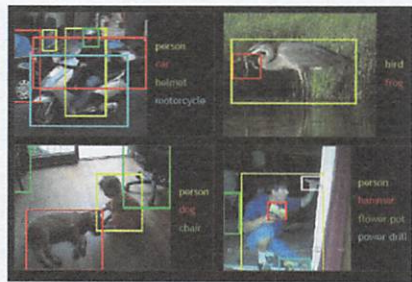 person
car
helmet
motorcycle
bird
frog
person
dog
chair
person
hammer
flower pot
power drill